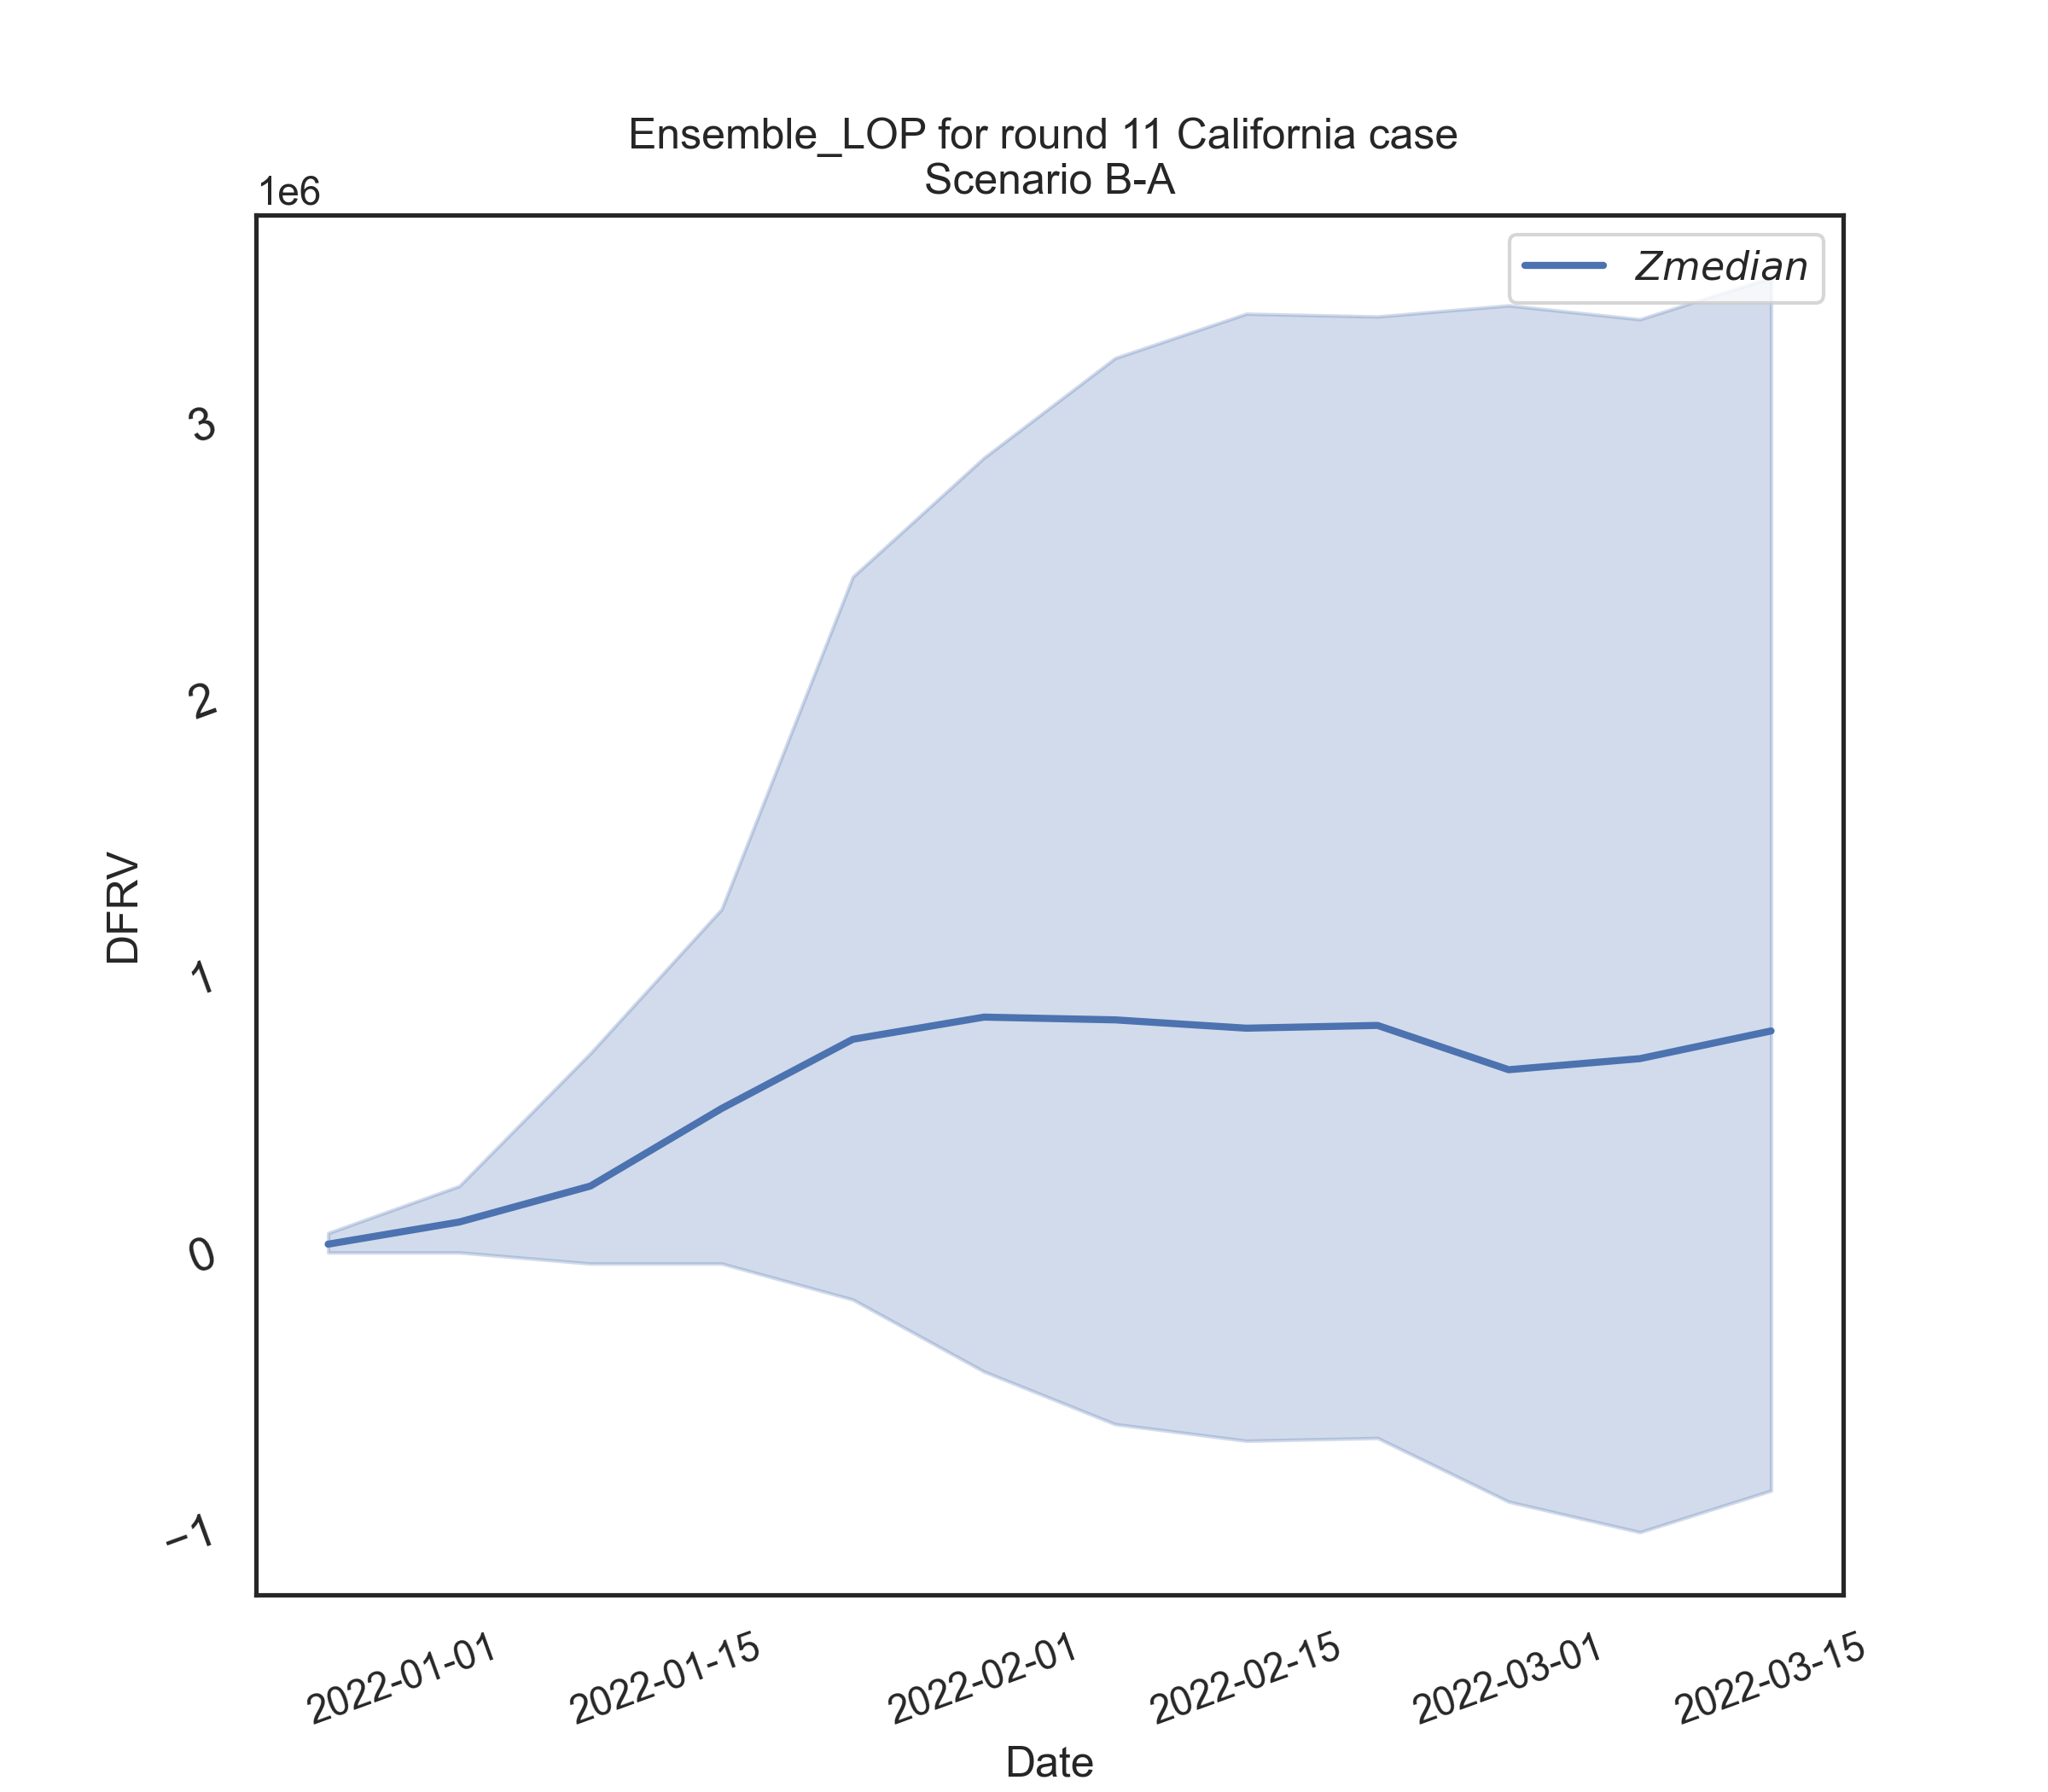 Ensemble_LOP for round 11 California case
Scenario B-A
1e6
Zmedian
3
2
1
0
-1
DFRV
2022-01-01
2022-01-15
2022-02-01
2022-02-15
2022-03-01
2022-03-15
Date